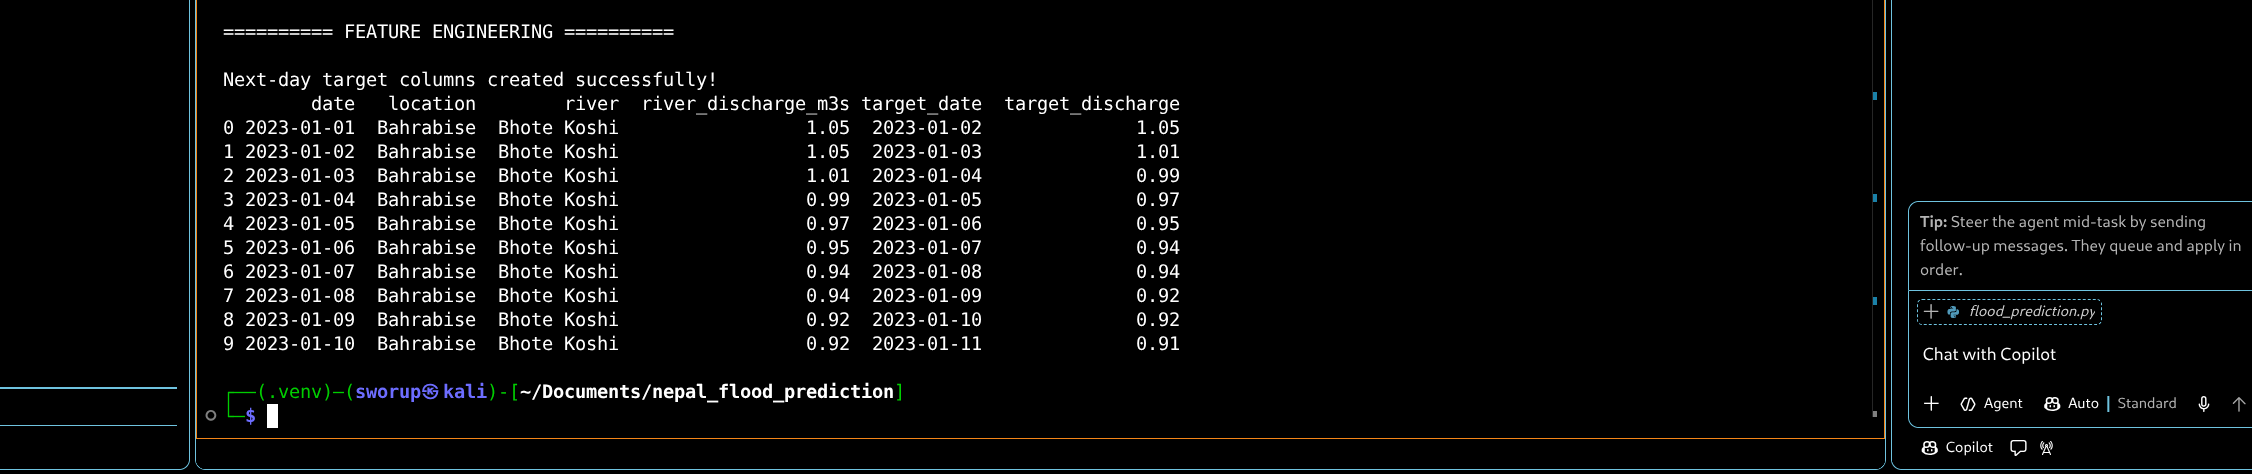 ========== FEATURE ENGINEERING ==========
Next-day target columns created successfully!
        date   location        river  river_discharge_m3s target_date  target_discharge
0 2023-01-01  Bahrabise  Bhote Koshi                 1.05  2023-01-02              1.05
1 2023-01-02  Bahrabise  Bhote Koshi                 1.05  2023-01-03              1.01
2 2023-01-03  Bahrabise  Bhote Koshi                 1.01  2023-01-04              0.99
3 2023-01-04  Bahrabise  Bhote Koshi                 0.99  2023-01-05              0.97
4 2023-01-05  Bahrabise  Bhote Koshi                 0.97  2023-01-06              0.95
5 2023-01-06  Bahrabise  Bhote Koshi                 0.95  2023-01-07              0.94
6 2023-01-07  Bahrabise  Bhote Koshi                 0.94  2023-01-08              0.94
7 2023-01-08  Bahrabise  Bhote Koshi                 0.94  2023-01-09              0.92
8 2023-01-09  Bahrabise  Bhote Koshi                 0.92  2023-01-10              0.92
9 2023-01-10  Bahrabise  Bhote Koshi                 0.92  2023-01-11              0.91
┌──(.venv)─(sworup㉿kali)-[~/Documents/nepal_flood_prediction]
└─$
Tip: Steer the agent mid-task by sending
follow-up messages. They queue and apply in
order.
flood_prediction.py
Chat with Copilot
Agent Auto | Standard
Copilot